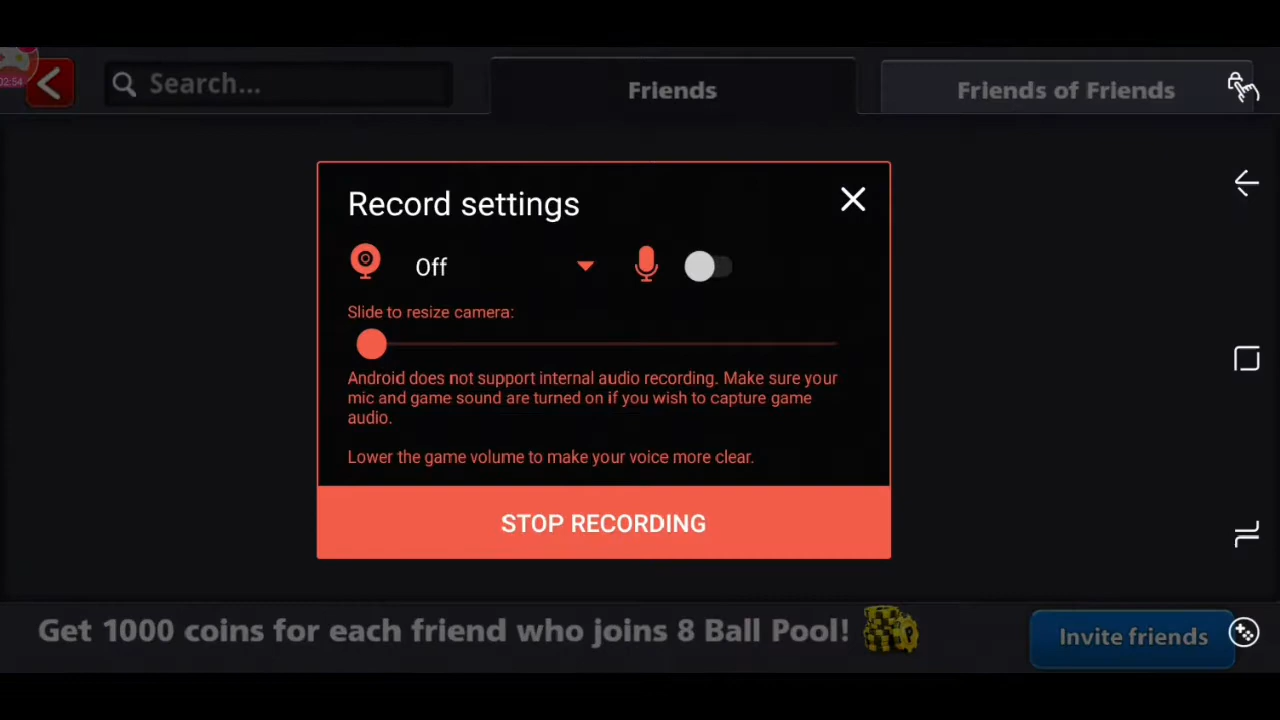 02:54
Search...
Friends
Friends of Friends
Record settings
Off
Slide to resize camera:
Android does not support internal audio recording. Make sure your
mic and game sound are turned on if you wish to capture game
audio.
Lower the game volume to make your voice more clear.
STOP RECORDING
Get 1000 coins for each friend who joins 8 Ball Pool!
Invite friends